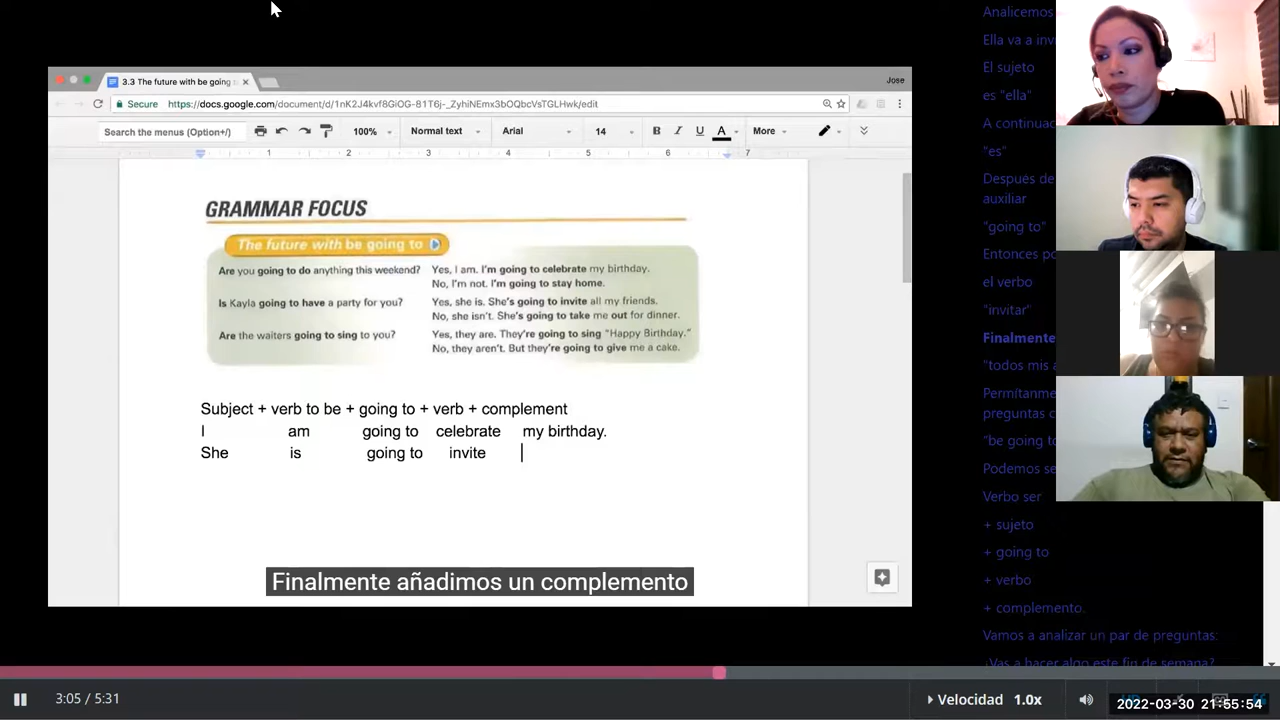 3.3 The future with be going
Jose
Secure
https://docs.google.com/document/d/1nK2J4kvf8GiOG-81T6j-_ZyhiNEmx3bOQbcVsTGLHwk/edit
Search the menus (Option+/)
100%
Normal text
Arial
14
B I U A
More
1 2 3 4 5 6 7
GRAMMAR FOCUS
The future with be going to
Are you going to do anything this weekend? Yes, I am. I'm going to celebrate my birthday.
No, I'm not. I'm going to stay home.
Is Kayla going to have a party for you? Yes, she is. She's going to invite all my friends.
No, she isn't. She's going to take me out for dinner.
Are the waiters going to sing to you? Yes, they are. They're going to sing "Happy Birthday."
No, they aren't. But they're going to give me a cake.
Subject + verb to be + going to + verb + complement
I am going to celebrate my birthday.
She is going to invite
Finalmente añadimos un complemento
Analicemos
Ella va a
El sujeto
es "ella"
A
"es"
Después de
auxiliar
"going to"
Entonces
el verbo
"invitar"
Finalmente
"todos mis
Permítanme
preguntas
"be going to
Podemos
Verbo ser
+ sujeto
+ going to
+ verbo
+ complemento.
Vamos a analizar un par de preguntas:
¿Vas a hacer algo este fin de semana?
3:05 / 5:31
Velocidad 1.0x
2022-03-30 21:55:54